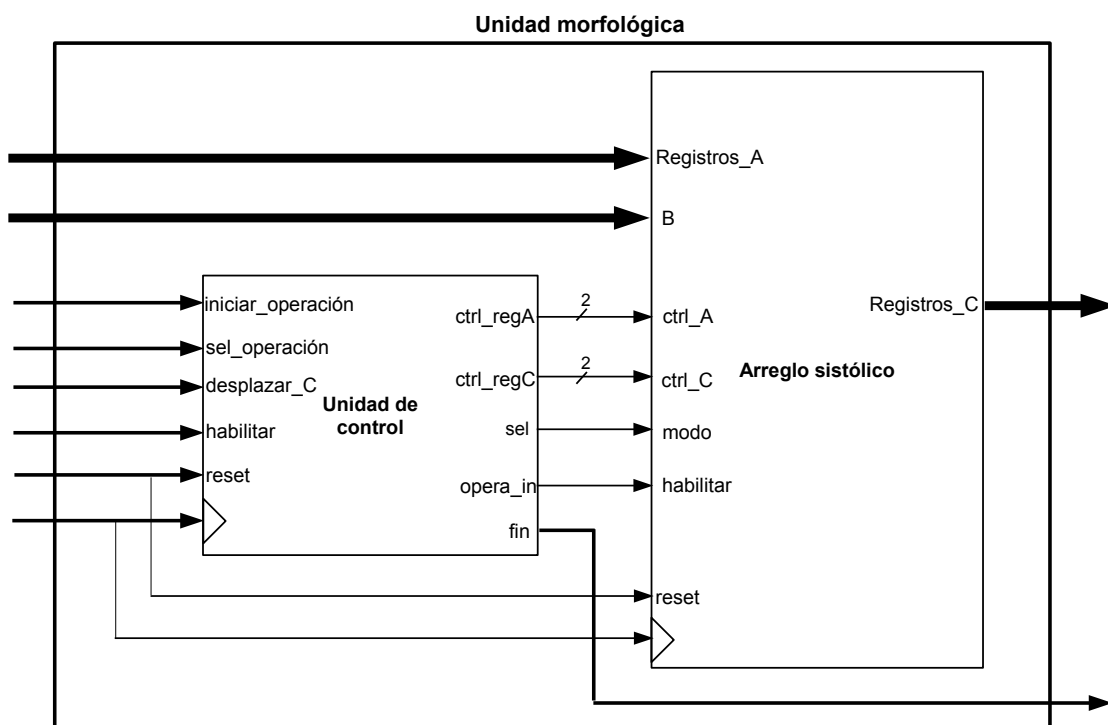 Unidad morfológica
Registros_A
B
iniciar_operación
sel_operación
desplazar_C
habilitar
reset
Unidad de
control
ctrl_regA
ctrl_regC
sel
opera_in
fin
2
2
ctrl_A
ctrl_C
modo
habilitar
reset
Arreglo sistólico
Registros_C